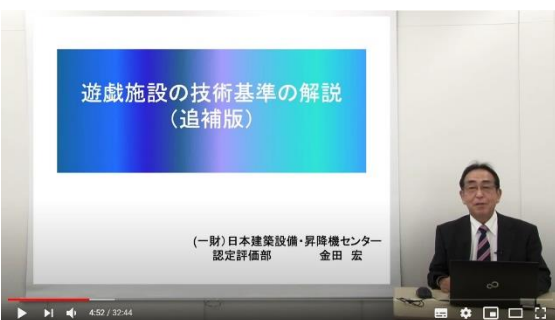 遊戯施設の技術基準の解説
（追補版）
(一財)日本建築設備・昇降機センター
認定評価部　　金田　宏
4:52 / 32:44